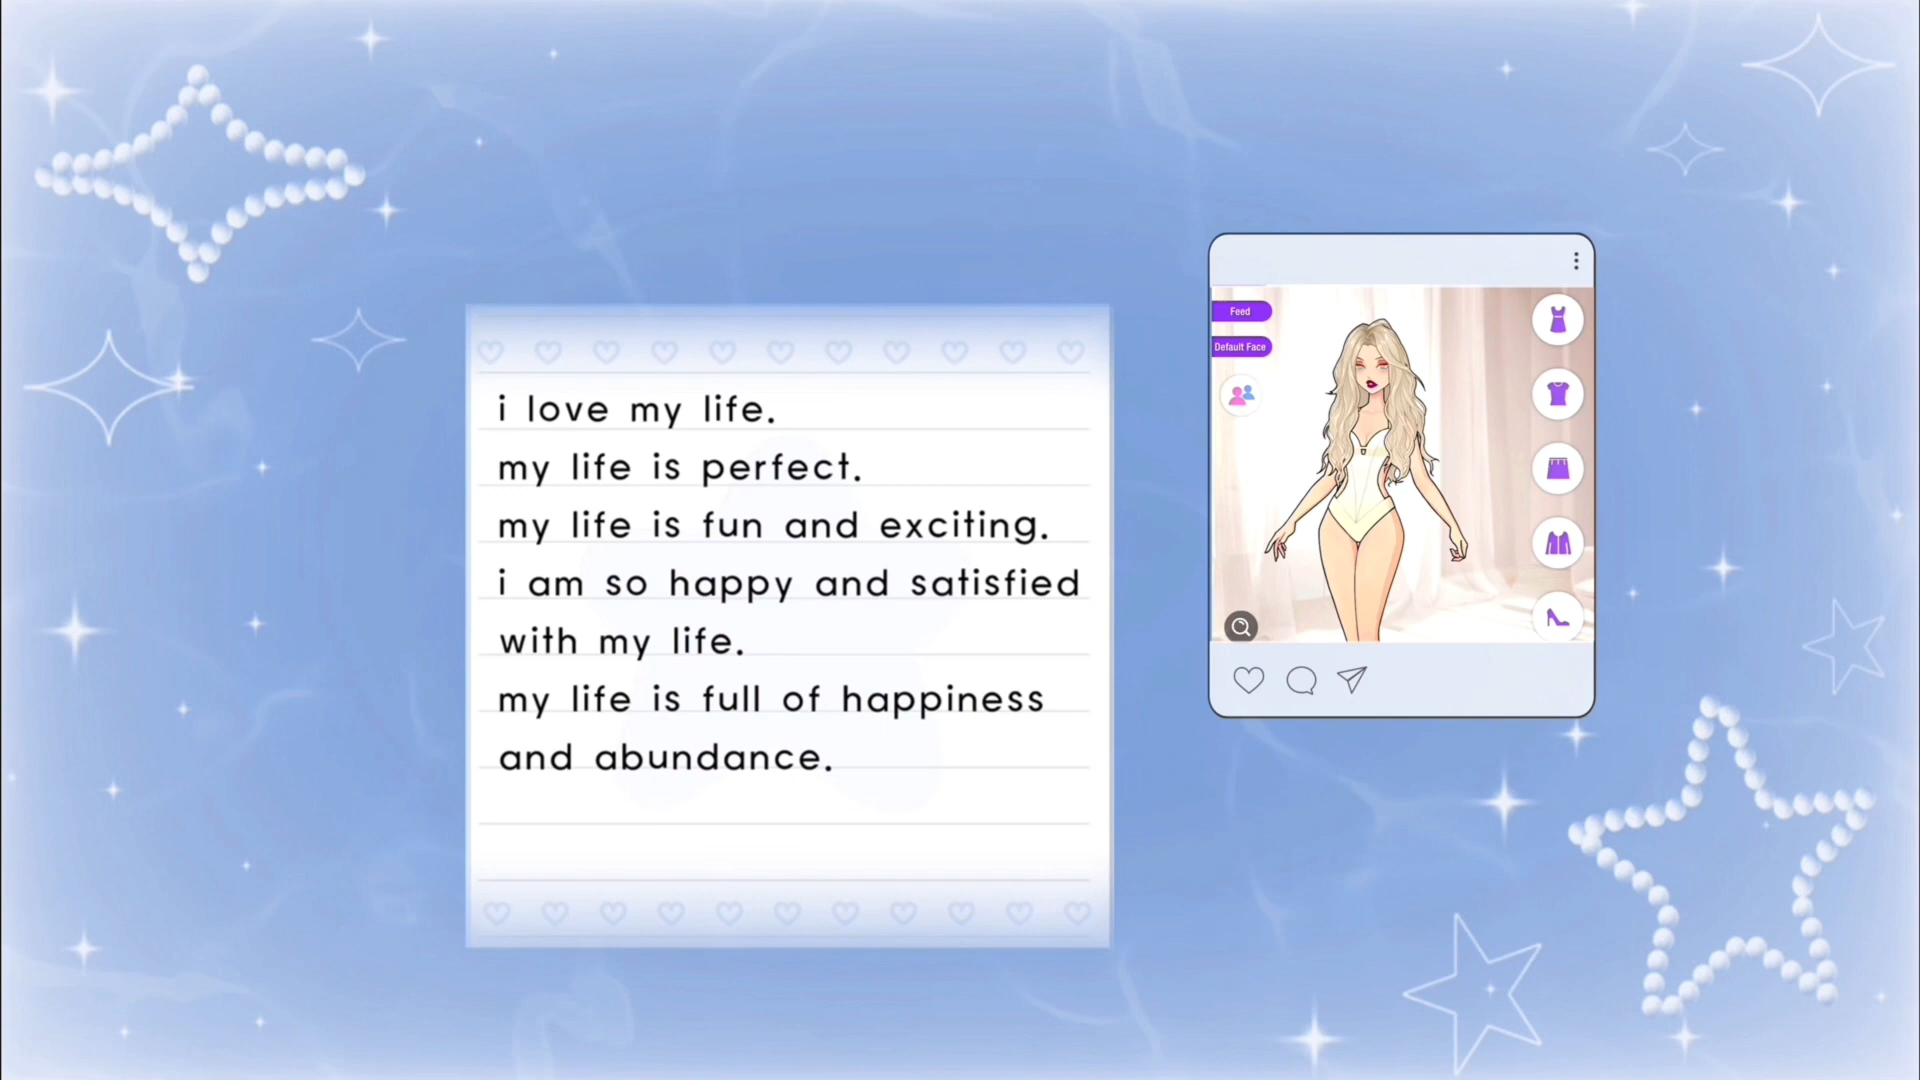 i love my life.
my life is perfect.
my life is fun and exciting.
i am so happy and satisfied
with my life.
my life is full of happiness
and abundance.
Feed
Default Face